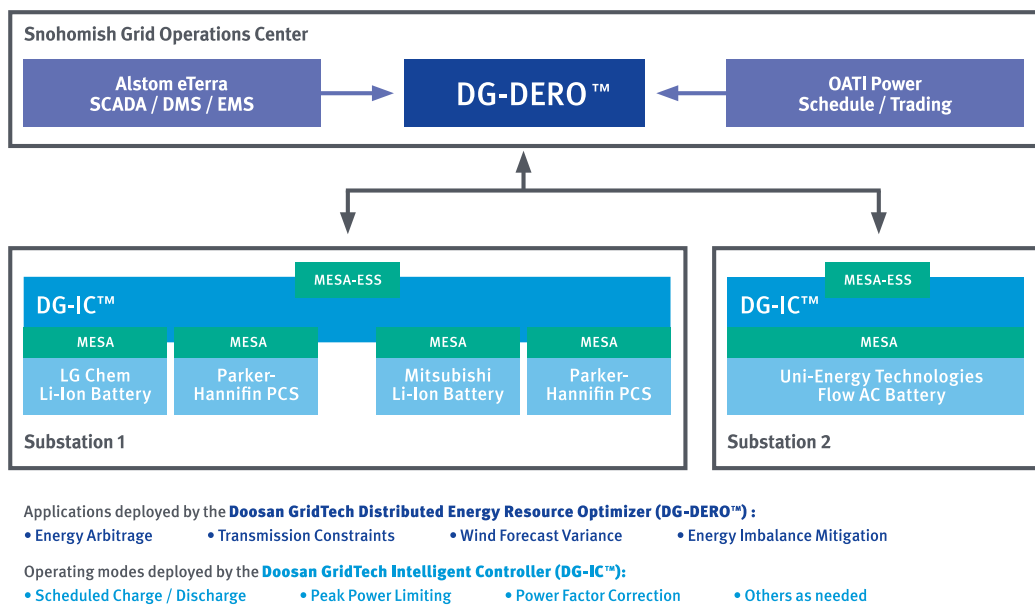 Snohomish Grid Operations Center
Alstom eTerra
SCADA / DMS / EMS
DG-DERO™
OATI Power
Schedule / Trading
MESA-ESS
DG-IC™
MESA
MESA
MESA
MESA
LG Chem
Li-Ion Battery
Parker-
Hannifin PCS
Mitsubishi
Li-Ion Battery
Parker-
Hannifin PCS
Substation 1
MESA-ESS
DG-IC™
MESA
Uni-Energy Technologies
Flow AC Battery
Substation 2
Applications deployed by the Doosan GridTech Distributed Energy Resource Optimizer (DG-DERO™) :
• Energy Arbitrage • Transmission Constraints • Wind Forecast Variance • Energy Imbalance Mitigation
Operating modes deployed by the Doosan GridTech Intelligent Controller (DG-IC™):
• Scheduled Charge / Discharge • Peak Power Limiting • Power Factor Correction • Others as needed